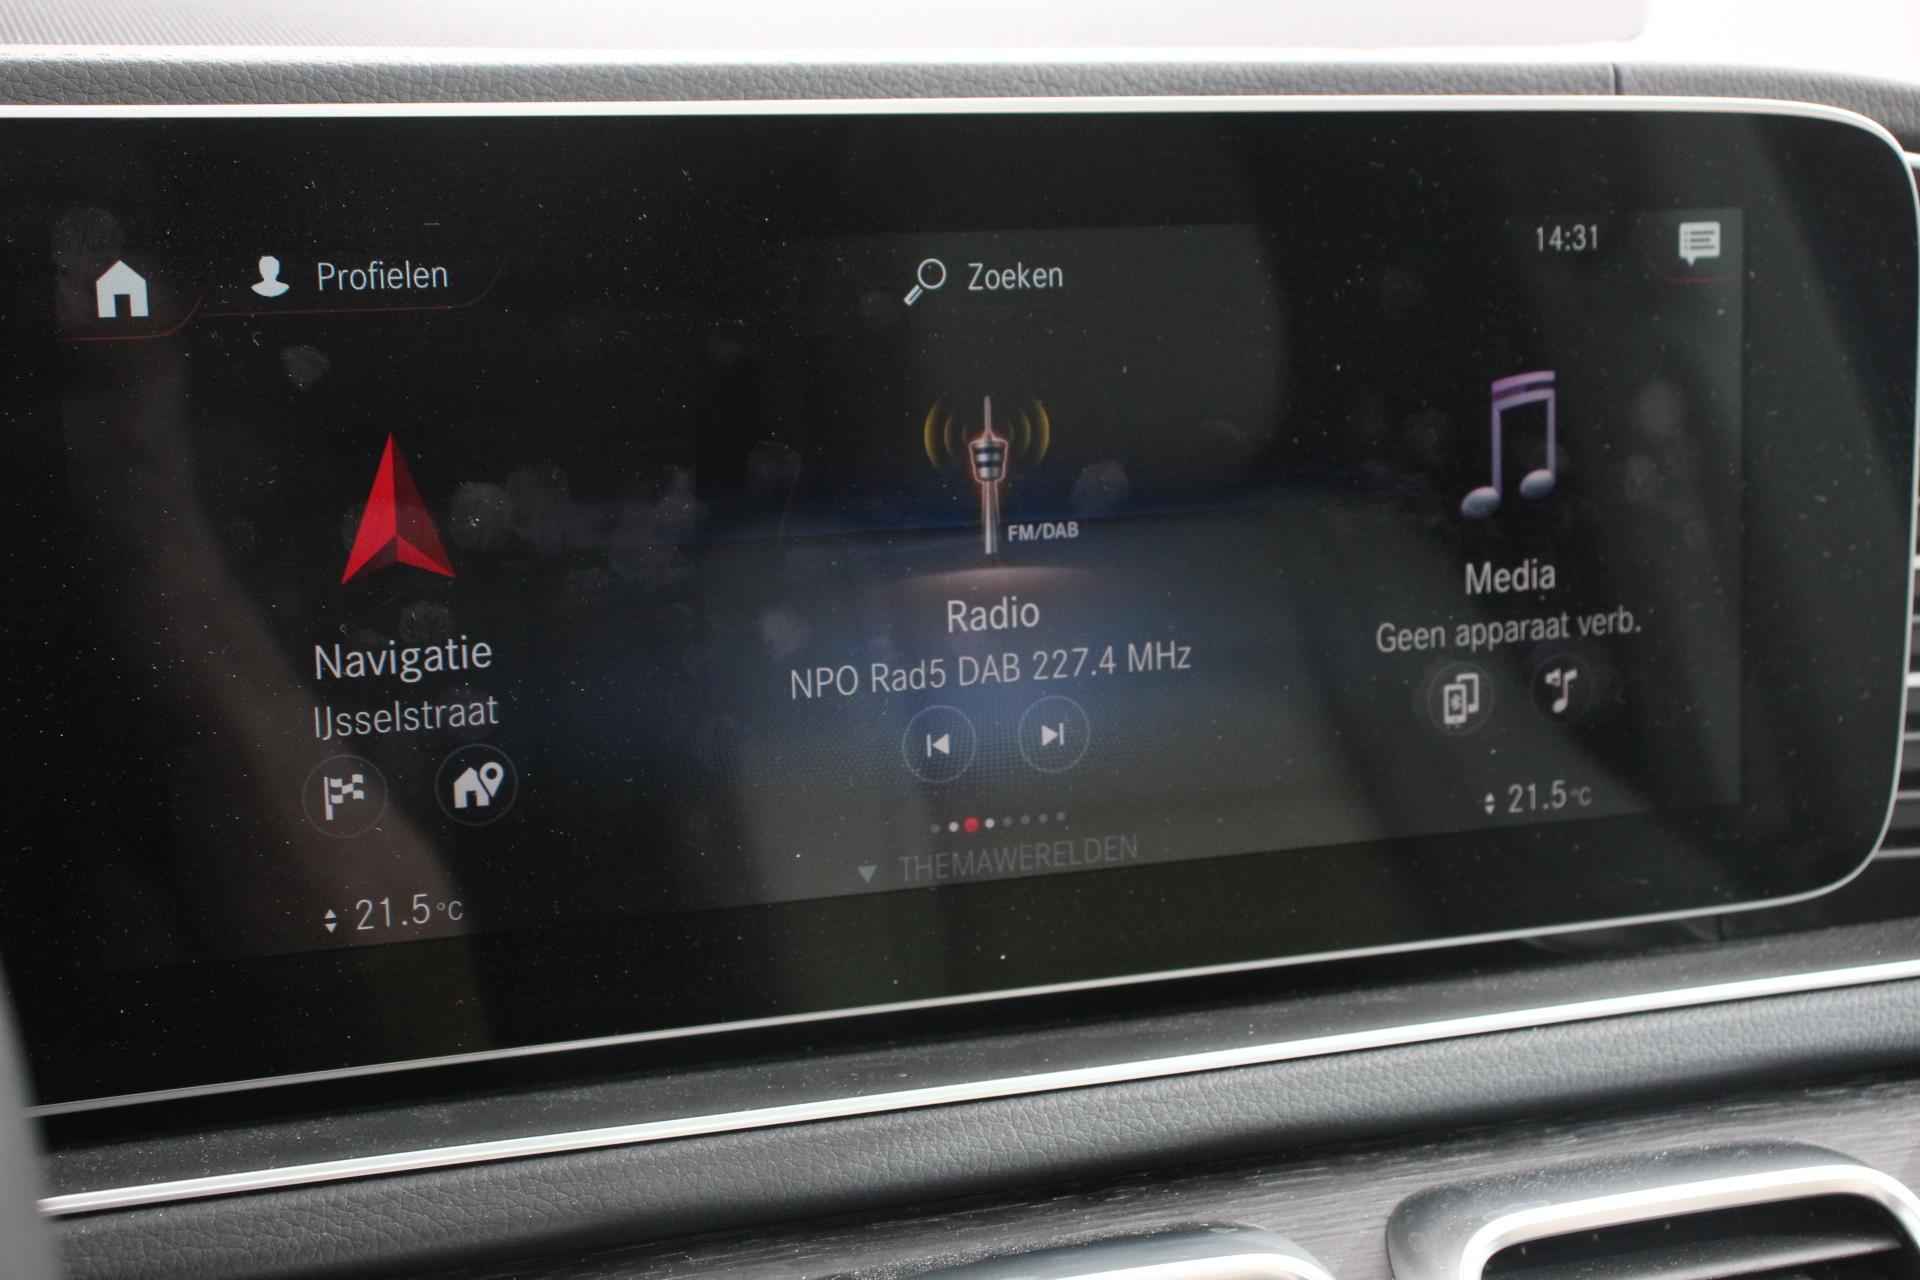 Profielen
Zoeken
14:31
FM/DAB
Navigatie
IJsselstraat
Radio
NPO Rad5 DAB 227.4 MHz
Media
Geen apparaat verb.
21.5°C
THEMAWERELDEN
21.5°C